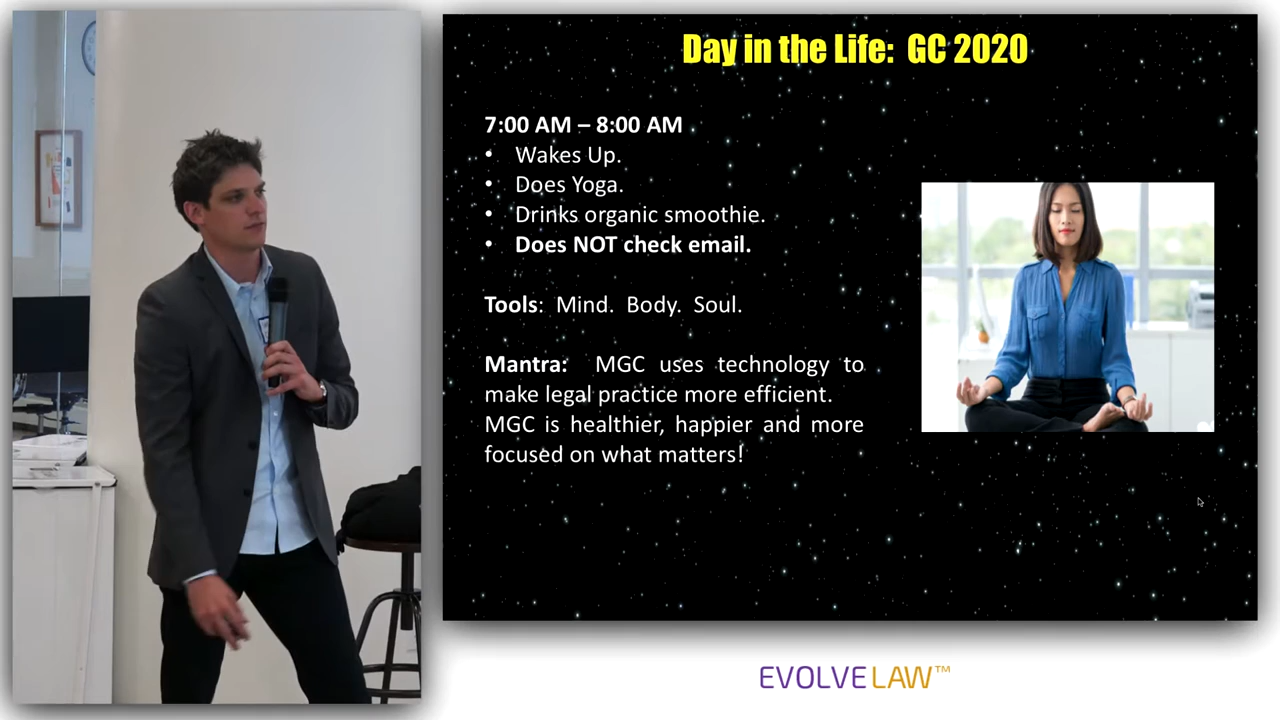 Day in the Life: GC 2020
7:00 AM – 8:00 AM
• Wakes Up.
• Does Yoga.
• Drinks organic smoothie.
• Does NOT check email.
Tools: Mind. Body. Soul.
Mantra: MGC uses technology to
make legal practice more efficient.
MGC is healthier, happier and more
focused on what matters!
EVOLVE LAW™